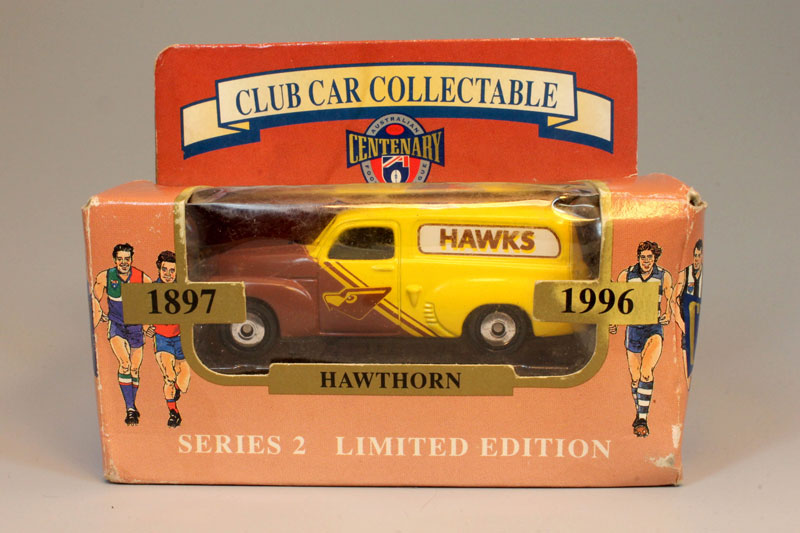 CLUB CAR COLLECTABLE
AUSTRALIAN
CENTENARY
HAWKS
1897
1996
HAWTHORN
SERIES 2 LIMITED EDITION